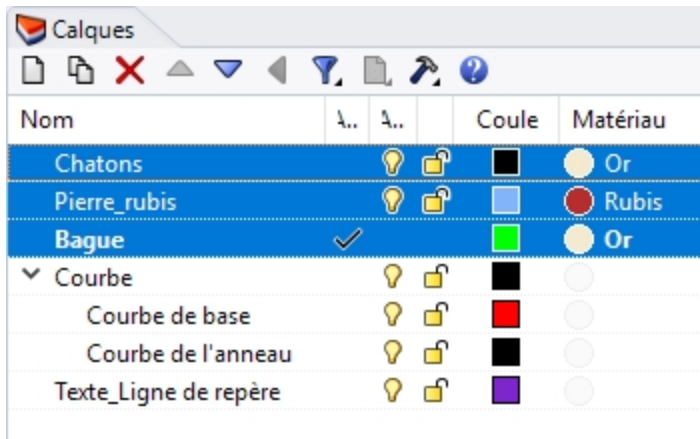 Calques
Nom Coule Matériau
Chatons Or
Pierre_rubis Rubis
Bague Or
Courbe
Courbe de base
Courbe de l'anneau
Texte_Ligne de repère